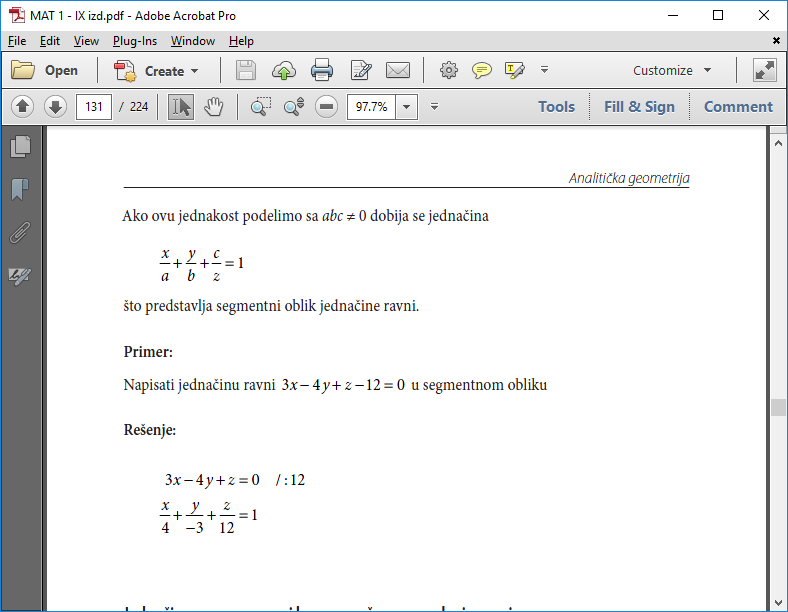 MAT 1 - IX izd.pdf - Adobe Acrobat Pro
File Edit View Plug-Ins Window Help
Open Create Customize
131 / 224 97.7% Tools Fill & Sign Comment
Analitička geometrija
Ako ovu jednakost podelimo sa abc ≠ 0 dobija se jednačina
x/a + y/b + c/z = 1
što predstavlja segmentni oblik jednačine ravni.
Primer:
Napisati jednačinu ravni 3x − 4y + z − 12 = 0 u segmentnom obliku
Rešenje:
3x − 4y + z = 0 / : 12
x/4 + y/−3 + z/12 = 1